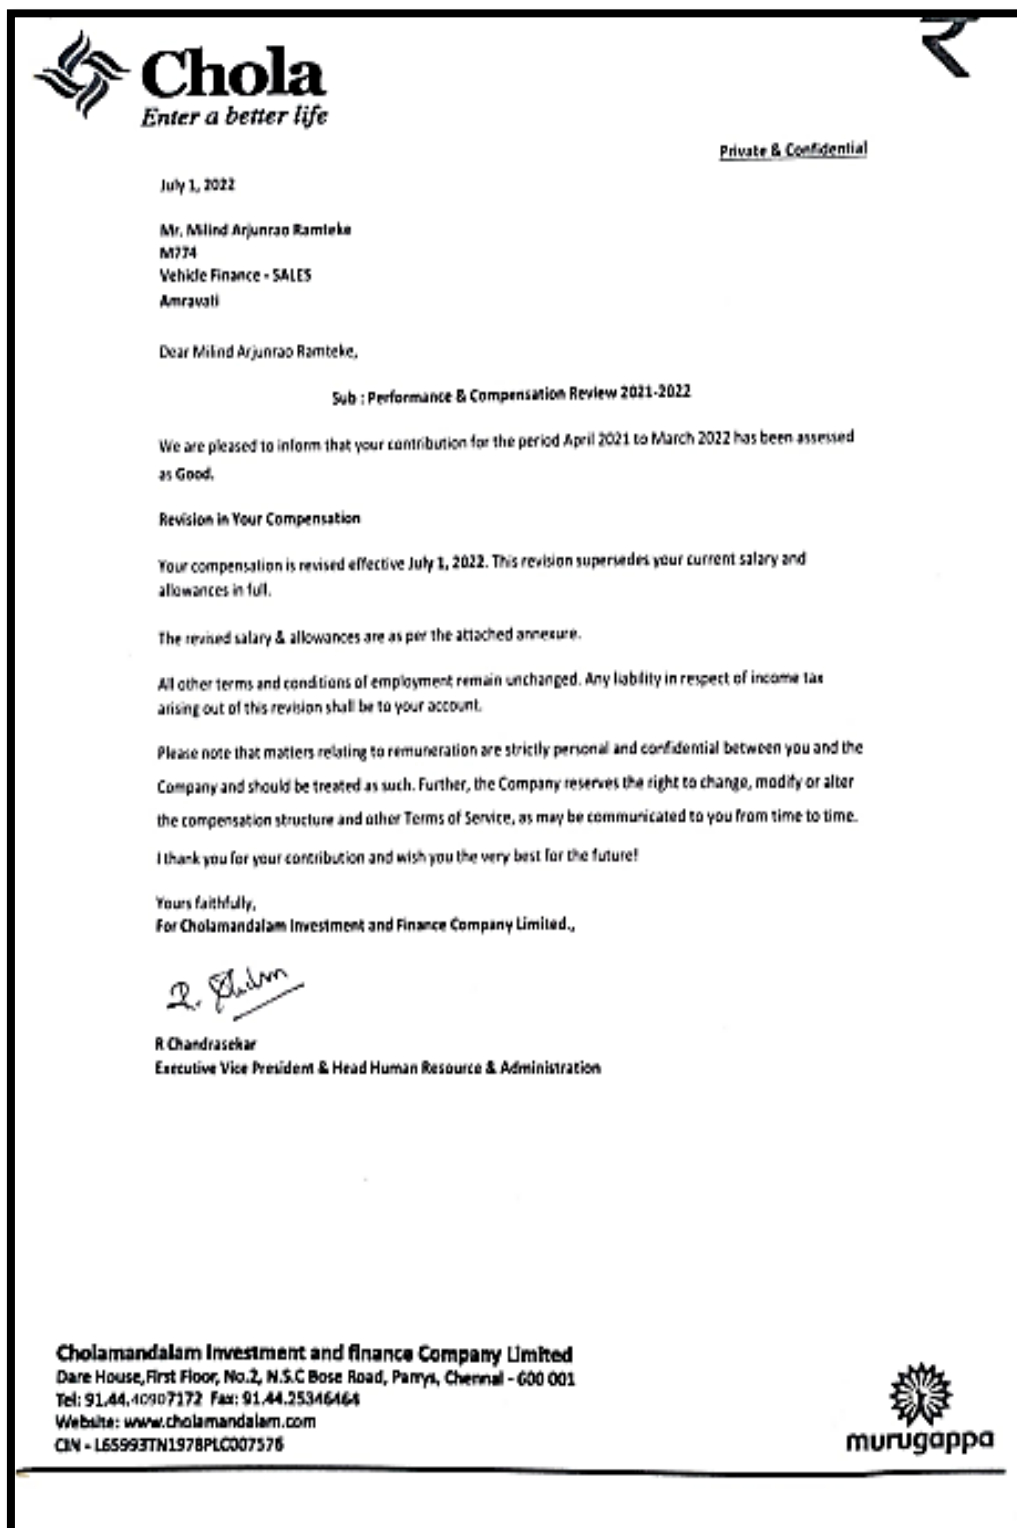 ₹
Chola
Enter a better life
Private & Confidential
July 1, 2022
Mr. Milind Arjunrao Ramteke
M774
Vehicle Finance - SALES
Amravati
Dear Milind Arjunrao Ramteke,
Sub : Performance & Compensation Review 2021-2022
We are pleased to inform that your contribution for the period April 2021 to March 2022 has been assessed
as Good.
Revision in Your Compensation
Your compensation is revised effective July 1, 2022. This revision supersedes your current salary and
allowances in full.
The revised salary & allowances are as per the attached annexure.
All other terms and conditions of employment remain unchanged. Any liability in respect of income tax
arising out of this revision shall be to your account.
Please note that matters relating to remuneration are strictly personal and confidential between you and the
Company and should be treated as such. Further, the Company reserves the right to change, modify or alter
the compensation structure and other Terms of Service, as may be communicated to you from time to time.
I thank you for your contribution and wish you the very best for the future!
Yours faithfully,
For Cholamandalam Investment and Finance Company Limited.,
R Chandrasekar
Executive Vice President & Head Human Resource & Administration
Cholamandalam Investment and finance Company Limited
Dare House,First Floor, No.2, N.S.C Bose Road, Parrys, Chennai - 600 001
Tel: 91.44.40907172 Fax: 91.44.25346464
Website: www.cholamandalam.com
CIN - L65993TN1978PLC007576
murugappa